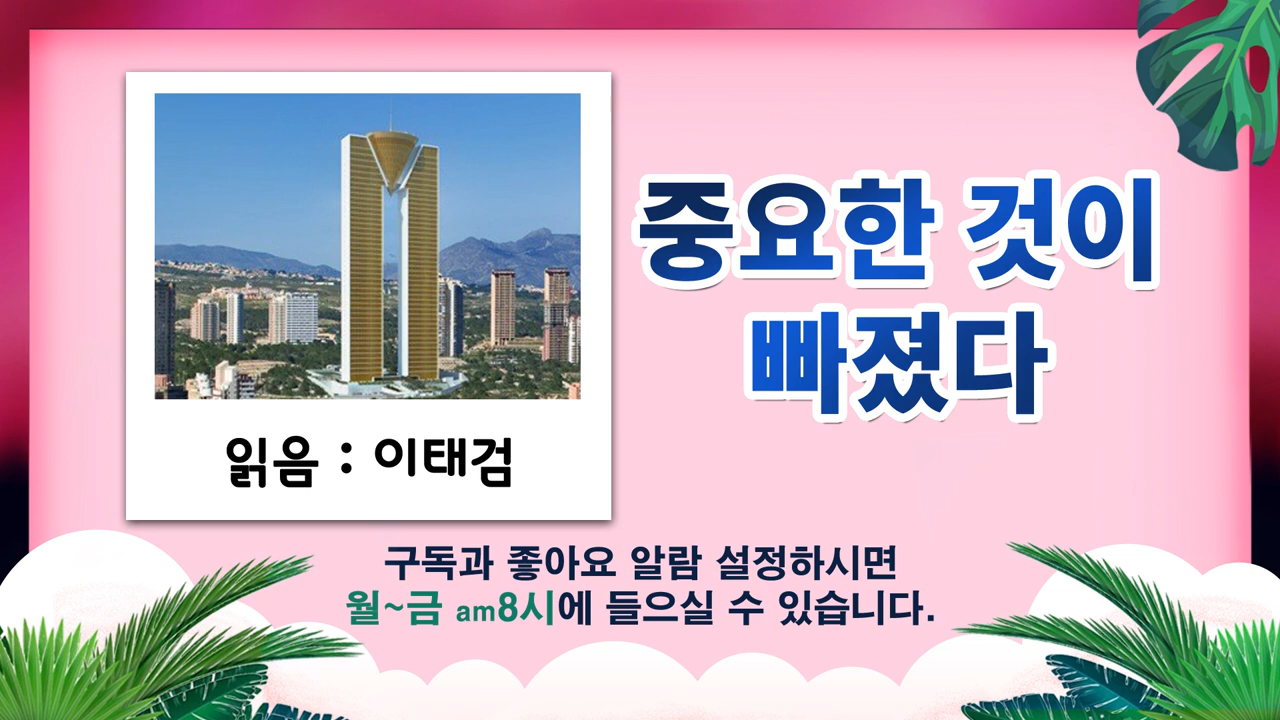 중요한 것이
빠졌다
읽음 : 이태검
구독과 좋아요 알람 설정하시면
월~금 am8시에 들으실 수 있습니다.